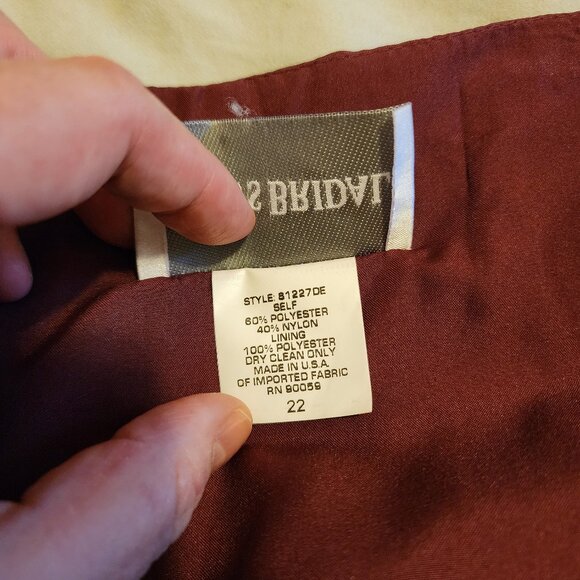 BRIDAL
STYLE: 81227DE
SELF
60% POLYESTER
40% NYLON
LINING
100% POLYESTER
DRY CLEAN ONLY
MADE IN U.S.A.
OF IMPORTED FABRIC
RN 90059
22